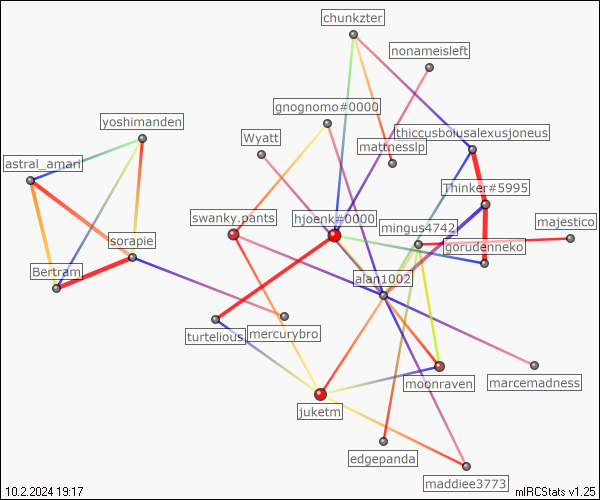 chunkzter
nonameisleft
gnognomo#0000
yoshimanden
Wyatt
lthiccusboiusalexusjoneus
mattnesslp
astral_amari
Thinker#5995
swanky.pants
hjoenk#0000
mingus4742
majestico
sorapie
gorudenneko
Bertram
alan1002
turtelious
mercurybro
moonraven
marcemadness
juketm
edgepanda
maddiee3773
10.2.2024 19:17
mIRCStats v1.25